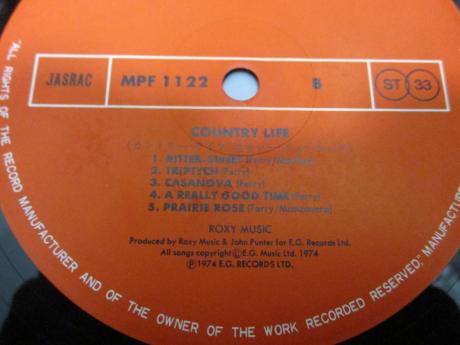 JASRAC
MPF 1122
B
ST 33
COUNTRY LIFE
1. BITTER-SWEET (Ferry/Mackay)
2. TRIPTYCH (Ferry)
3. CASANOVA (Ferry)
4. A REALLY GOOD TIME (Ferry)
5. PRAIRIE ROSE (Ferry/Manzanera)
ROXY MUSIC
Produced by Roxy Music & John Punter for E.G. Records Ltd.
All songs copyright Ⓒ E.G. Music Ltd. 1974
Ⓟ 1974 E.G. RECORDS LTD.
"ALL RIGHTS OF THE RECORD MANUFACTURER AND OF THE OWNER OF THE WORK RECORDED RESERVED;